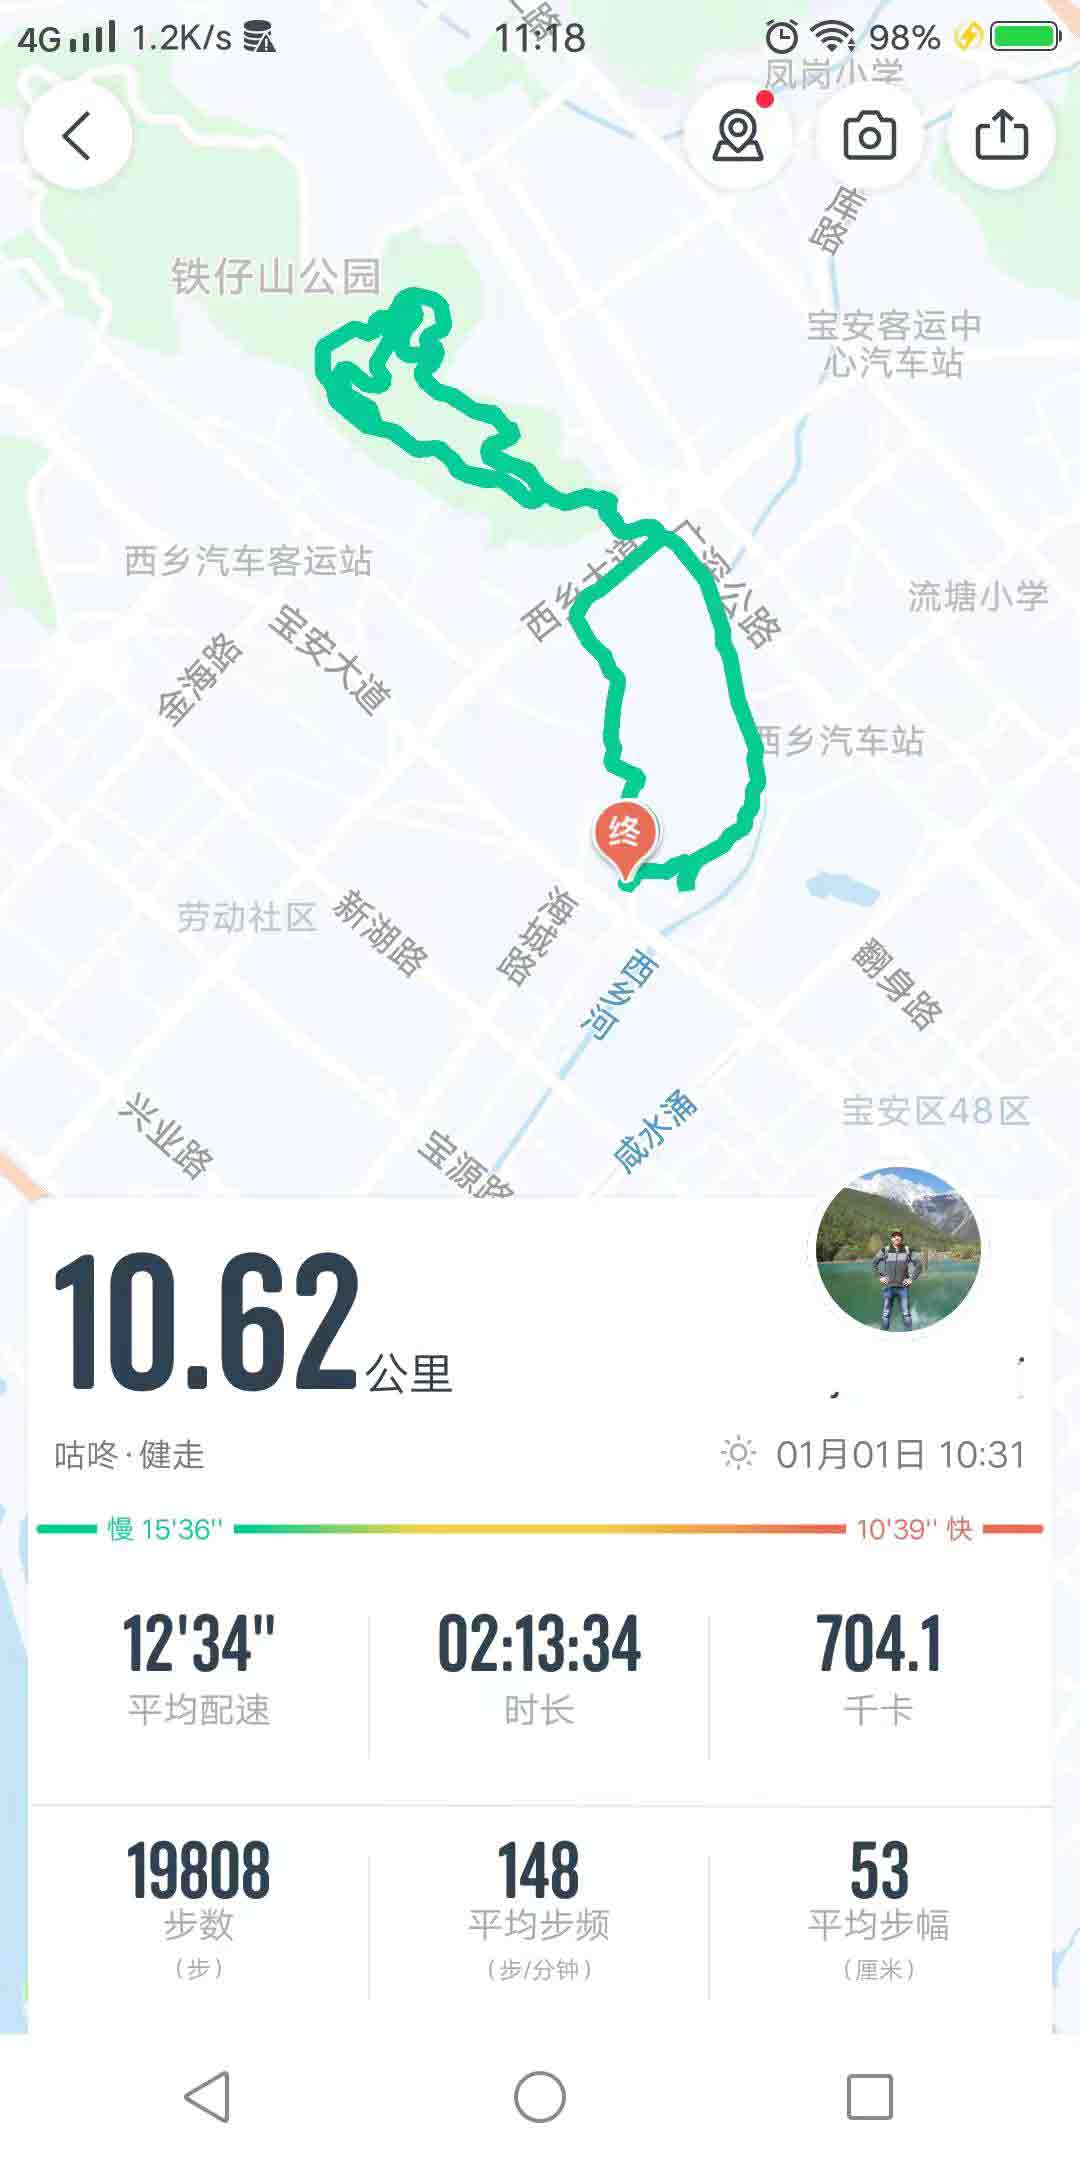 4G 1.2K/s 11:18 98%
凤岗小学
库路
铁仔山公园
宝安客运中
心汽车站
西乡汽车客运站
西乡大道
广深公路
流塘小学
宝安大道
金海路
西乡汽车站
终
劳动社区
新湖路
海城路
西乡河
翻身路
宝安区48区
兴业路
宝源路
咸水涌
10.62公里
咕咚·健走
01月01日 10:31
慢 15'36''
10'39'' 快
12'34" 02:13:34 704.1
平均配速 时长 千卡
19808 148 53
步数 平均步频 平均步幅
（步） （步/分钟） （厘米）